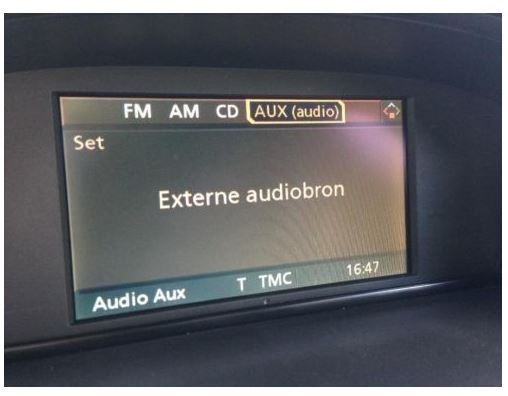 FM AM CD AUX (audio)
Set
Externe audiobron
Audio Aux T TMC 16:47